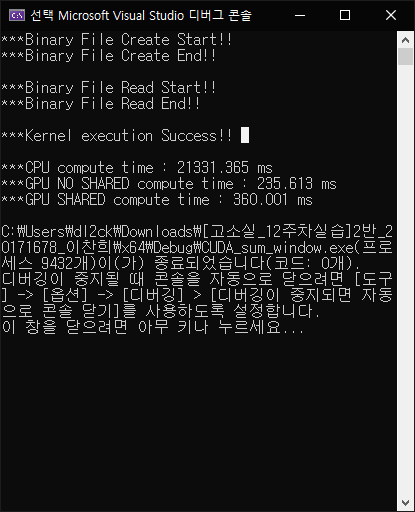 선택 Microsoft Visual Studio 디버그 콘솔
***Binary File Create Start!!
***Binary File Create End!!
***Binary File Read Start!!
***Binary File Read End!!
***Kernel execution Success!!
***CPU compute time : 21331.365 ms
***GPU NO SHARED compute time : 235.613 ms
***GPU SHARED compute time : 360.001 ms
C:₩Users₩dl2ck₩Downloads₩[고소실_12주차실습]2반_2
0171678_이찬희₩x64₩Debug₩CUDA_sum_window.exe(프로
세스 9432개)이(가) 종료되었습니다(코드: 0개).
디버깅이 중지될 때 콘솔을 자동으로 닫으려면 [도구
] -> [옵션] -> [디버깅] > [디버깅이 중지되면 자동
으로 콘솔 닫기]를 사용하도록 설정합니다.
이 창을 닫으려면 아무 키나 누르세요...